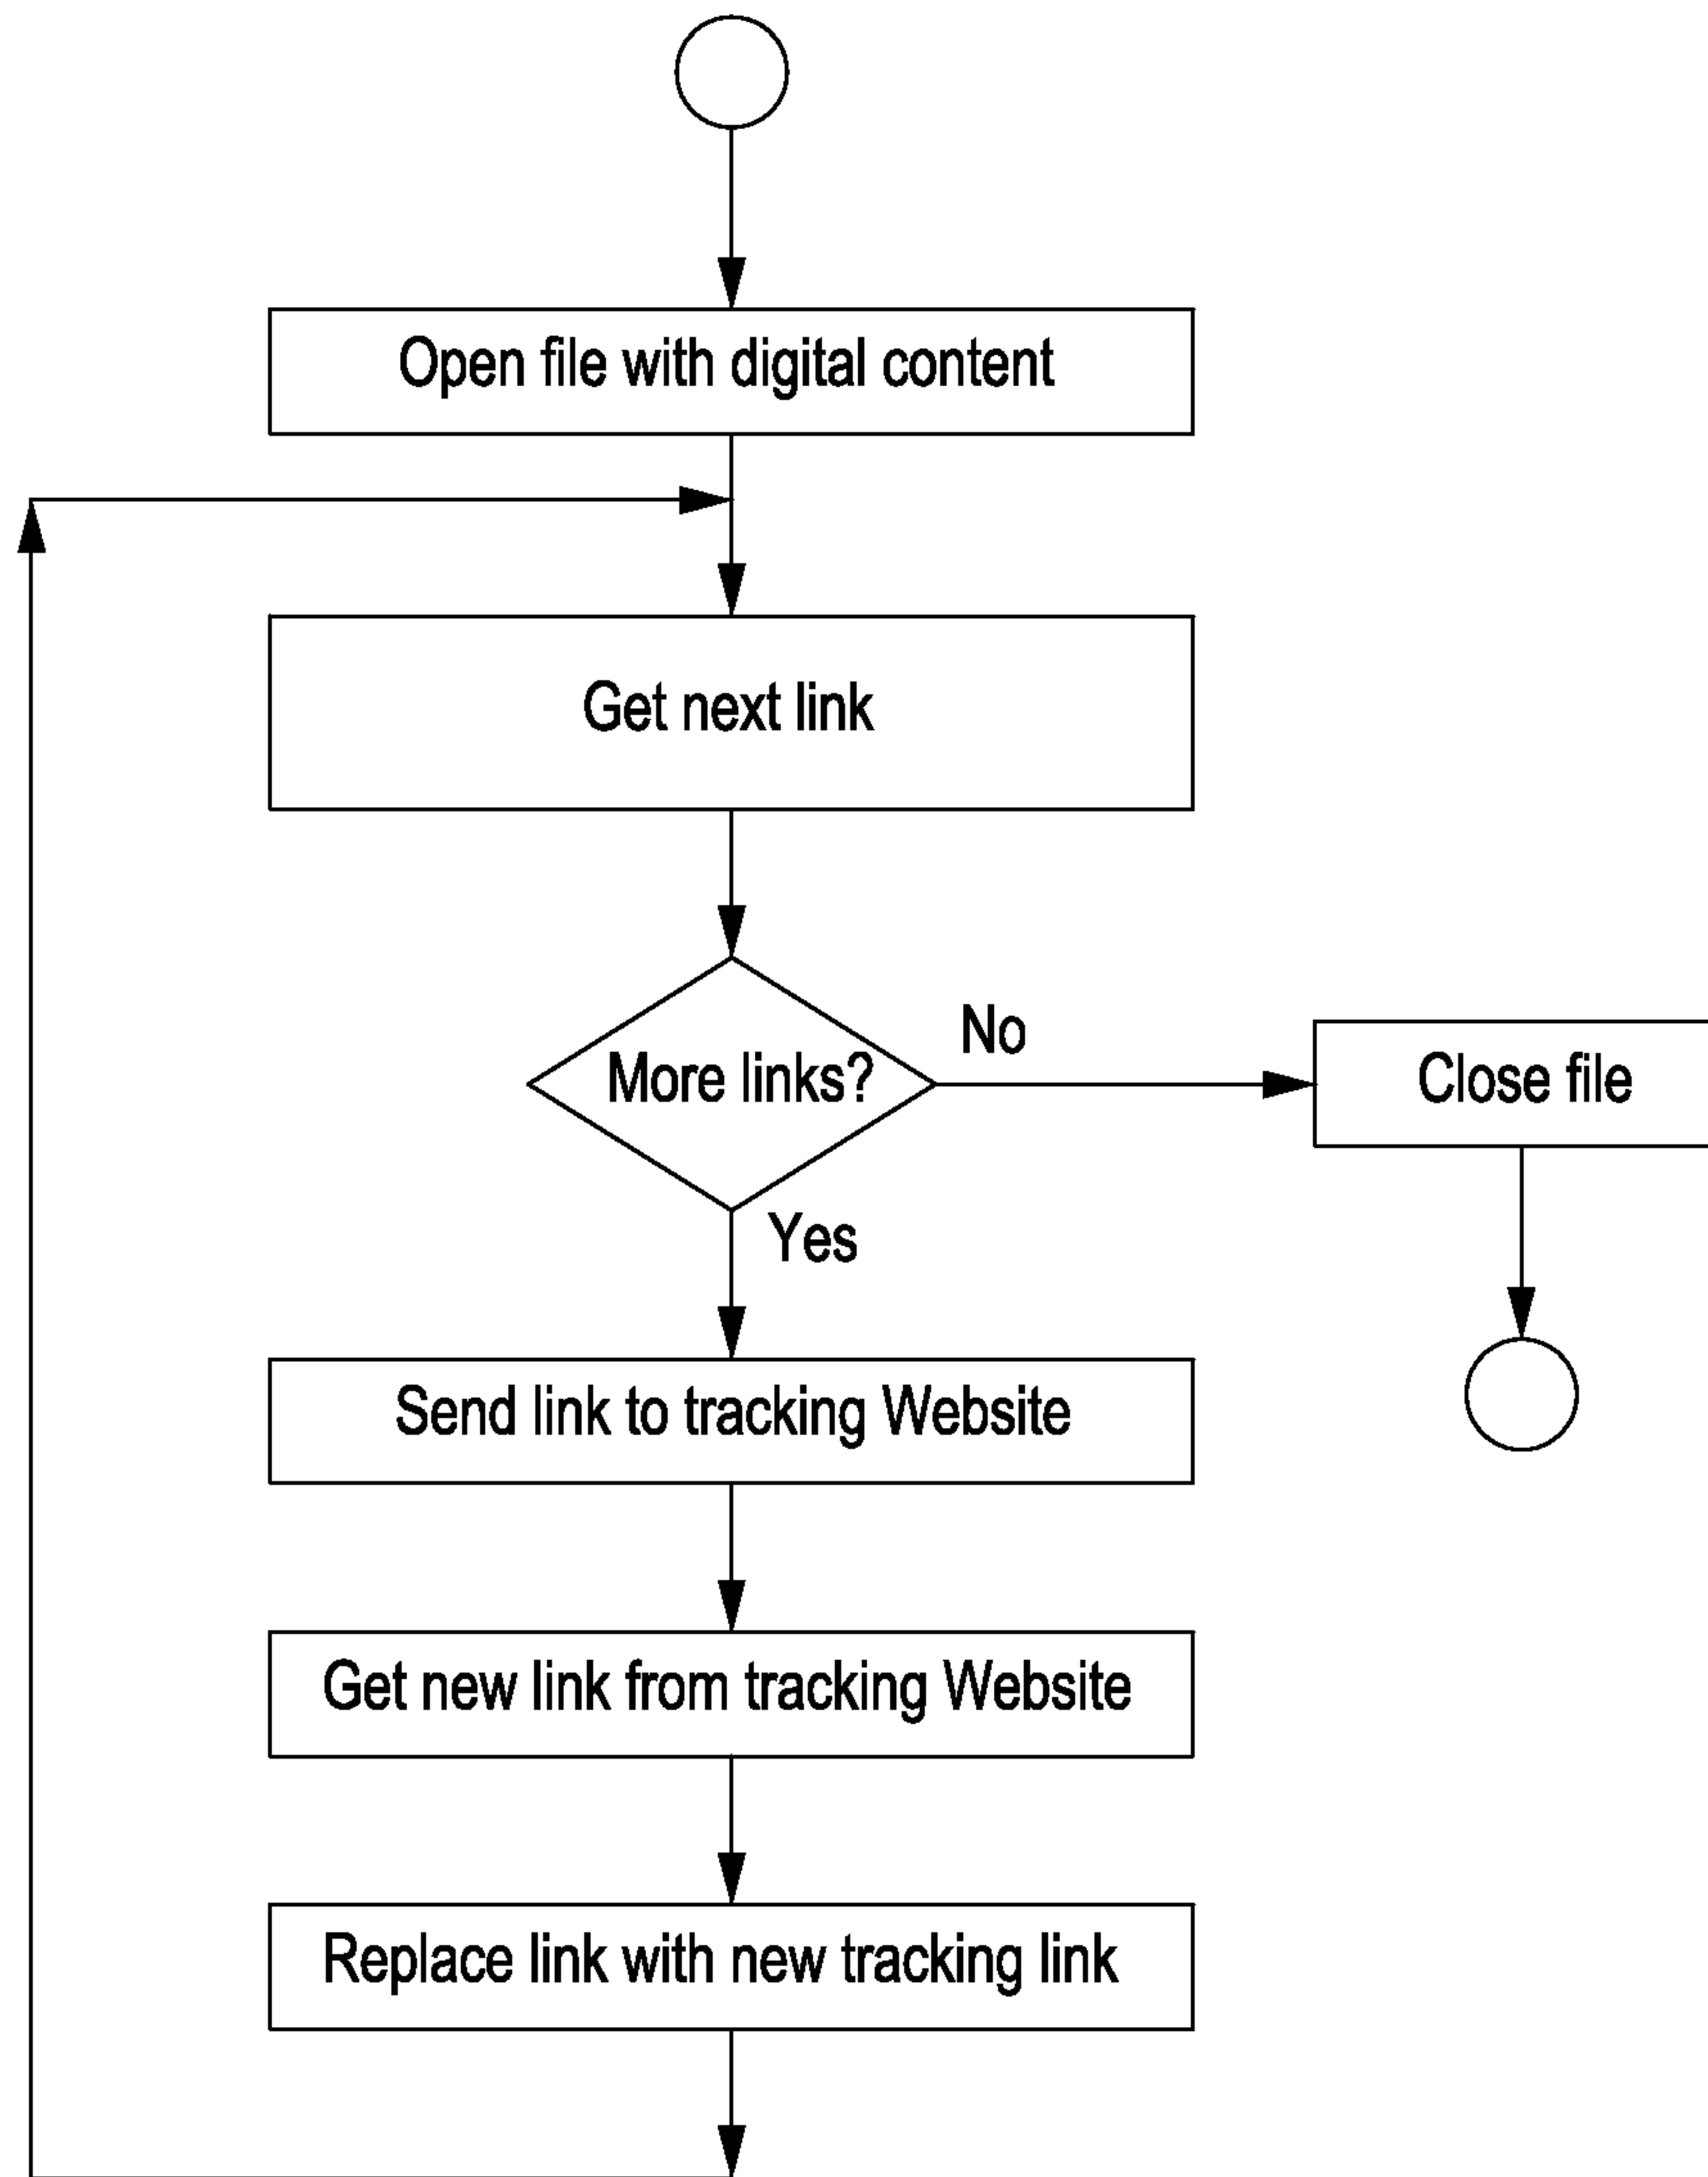 Open file with digital content
Get next link
More links?
No
Close file
Yes
Send link to tracking Website
Get new link from tracking Website
Replace link with new tracking link